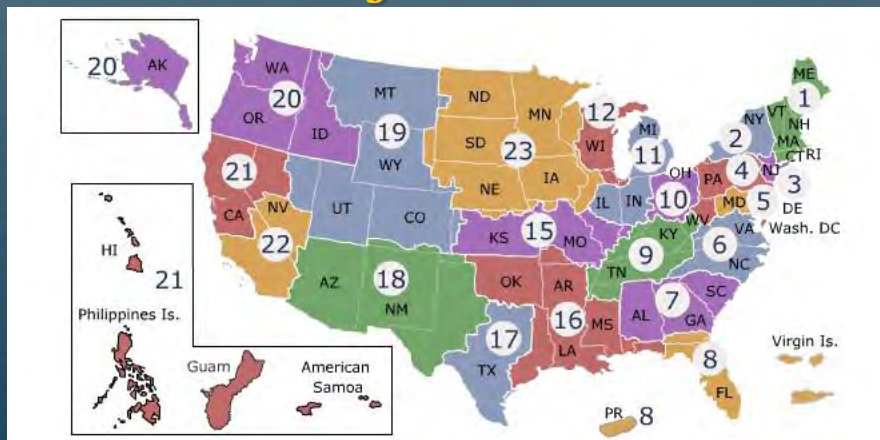 20
AK
WA
20
OR
ID
MT
19
WY
ND
MN
SD
23
NE
IA
12
WI
MI
11
ME
1
VT
NY
NH
2
MA
CT
RI
PA
4
NJ
3
OH
10
MD
5
DE
Wash. DC
WV
VA
6
NC
IL
IN
21
CA
NV
22
UT
CO
KS
15
MO
KY
9
TN
AZ
18
NM
OK
AR
16
MS
LA
17
TX
AL
7
SC
GA
8
FL
Virgin Is.
PR
8
HI
21
Philippines Is.
Guam
American
Samoa